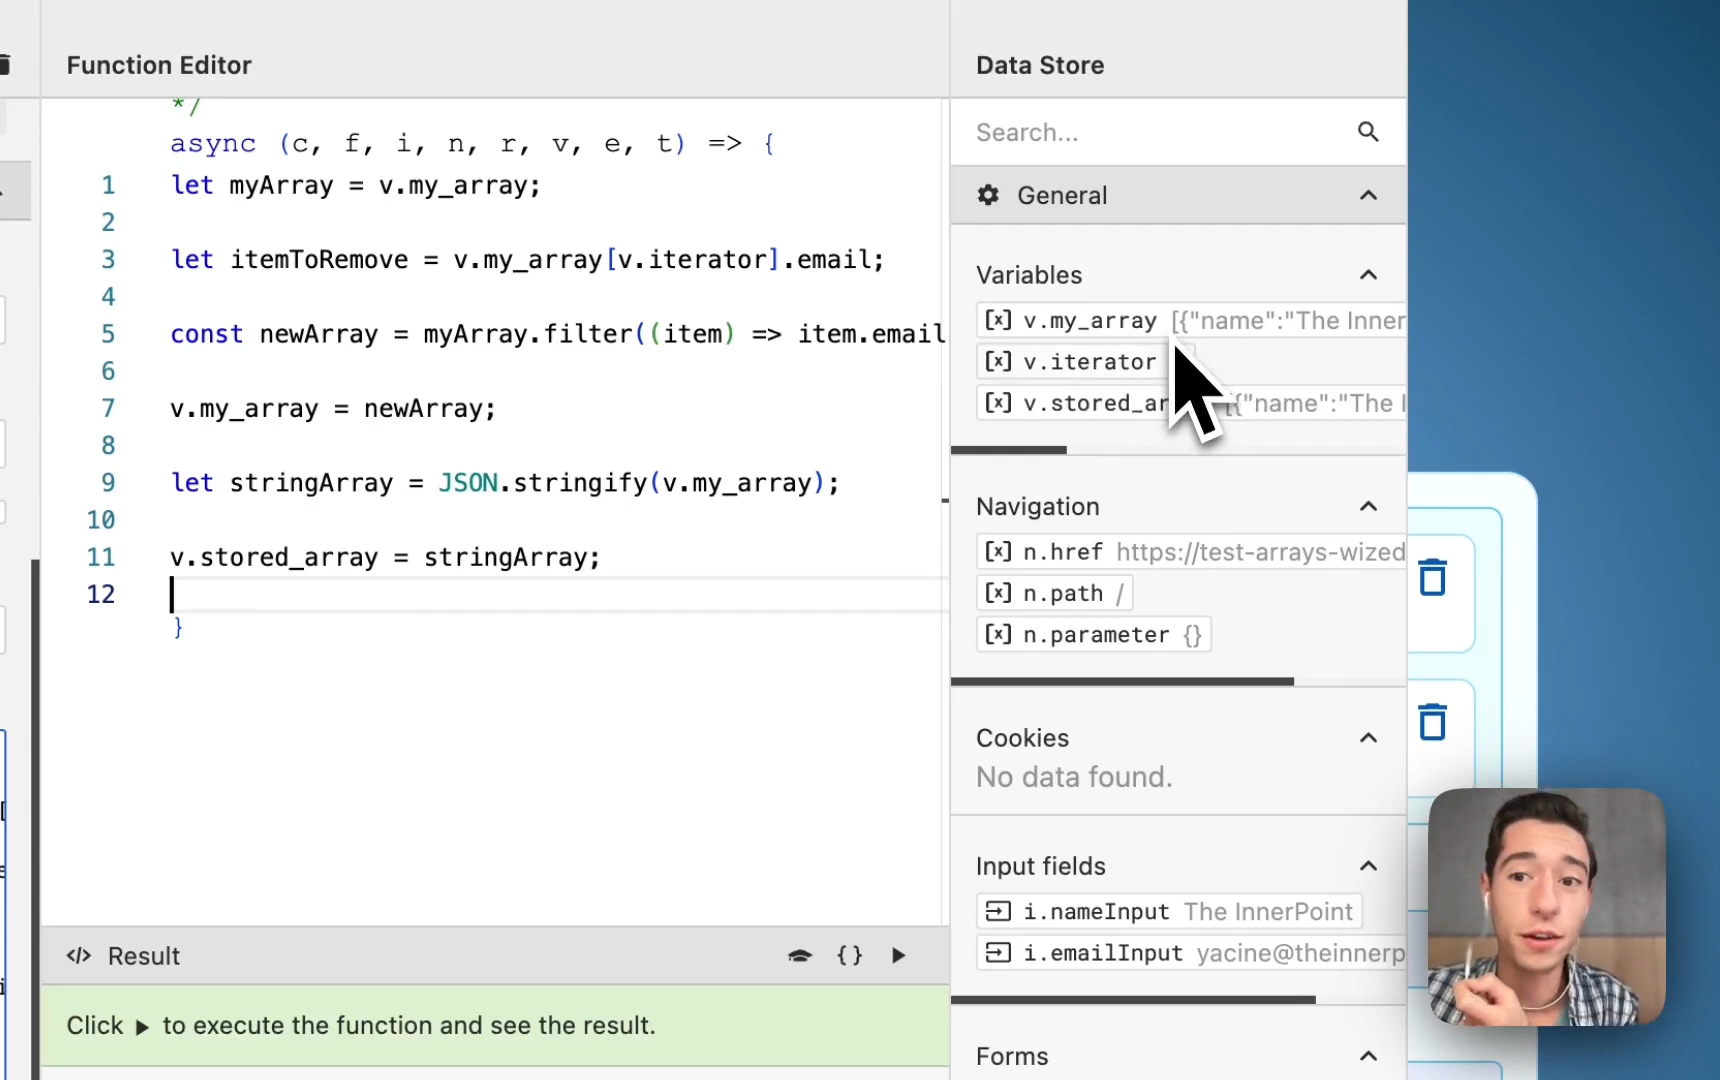 Function Editor
*/
async (c, f, i, n, r, v, e, t) => {
1 let myArray = v.my_array;
2
3 let itemToRemove = v.my_array[v.iterator].email;
4
5 const newArray = myArray.filter((item) => item.email
6
7 v.my_array = newArray;
8
9 let stringArray = JSON.stringify(v.my_array);
10
11 v.stored_array = stringArray;
12
}
</> Result
{}
Click ▶ to execute the function and see the result.
Data Store
Search...
General
Variables
[x] v.my_array [{"name":"The Inner
[x] v.iterator
[x] v.stored_ar [{"name":"The I
Navigation
[x] n.href https://test-arrays-wized
[x] n.path /
[x] n.parameter {}
Cookies
No data found.
Input fields
i.nameInput The InnerPoint
i.emailInput yacine@theinnerp
Forms